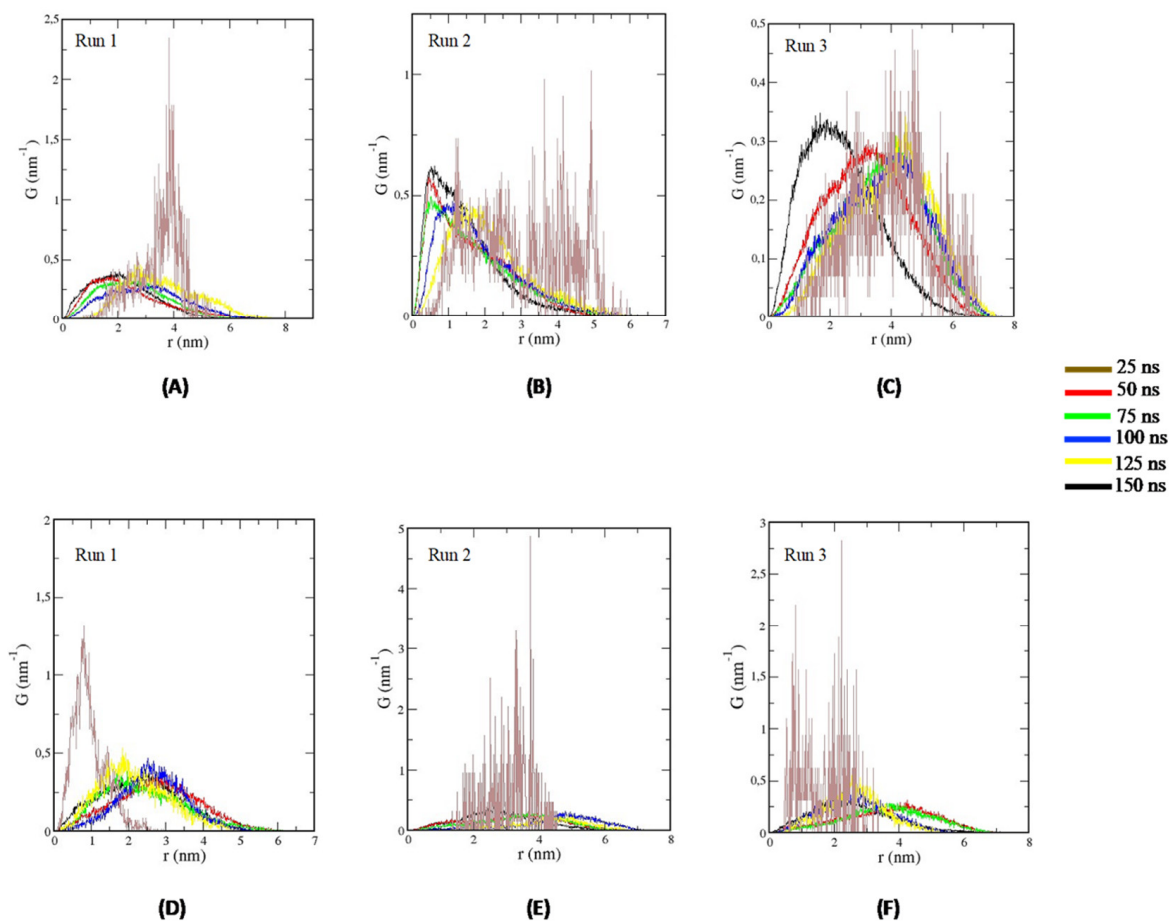 2,5
2
1,5
1
0,5
0
Run 1
G (nm⁻¹)
0 2 4 6 8
r (nm)
(A)
1
0,5
0
Run 2
G (nm⁻¹)
0 1 2 3 4 5 6 7
r (nm)
(B)
0,5
0,4
0,3
0,2
0,1
0
Run 3
G (nm⁻¹)
0 2 4 6 8
r (nm)
(C)
25 ns
50 ns
75 ns
100 ns
125 ns
150 ns
2
1,5
1
0,5
0
Run 1
G (nm⁻¹)
0 1 2 3 4 5 6 7
r (nm)
(D)
5
4
3
2
1
0
Run 2
G (nm⁻¹)
0 2 4 6 8
r (nm)
(E)
3
2,5
2
1,5
1
0,5
0
Run 3
G (nm⁻¹)
0 2 4 6 8
r (nm)
(F)